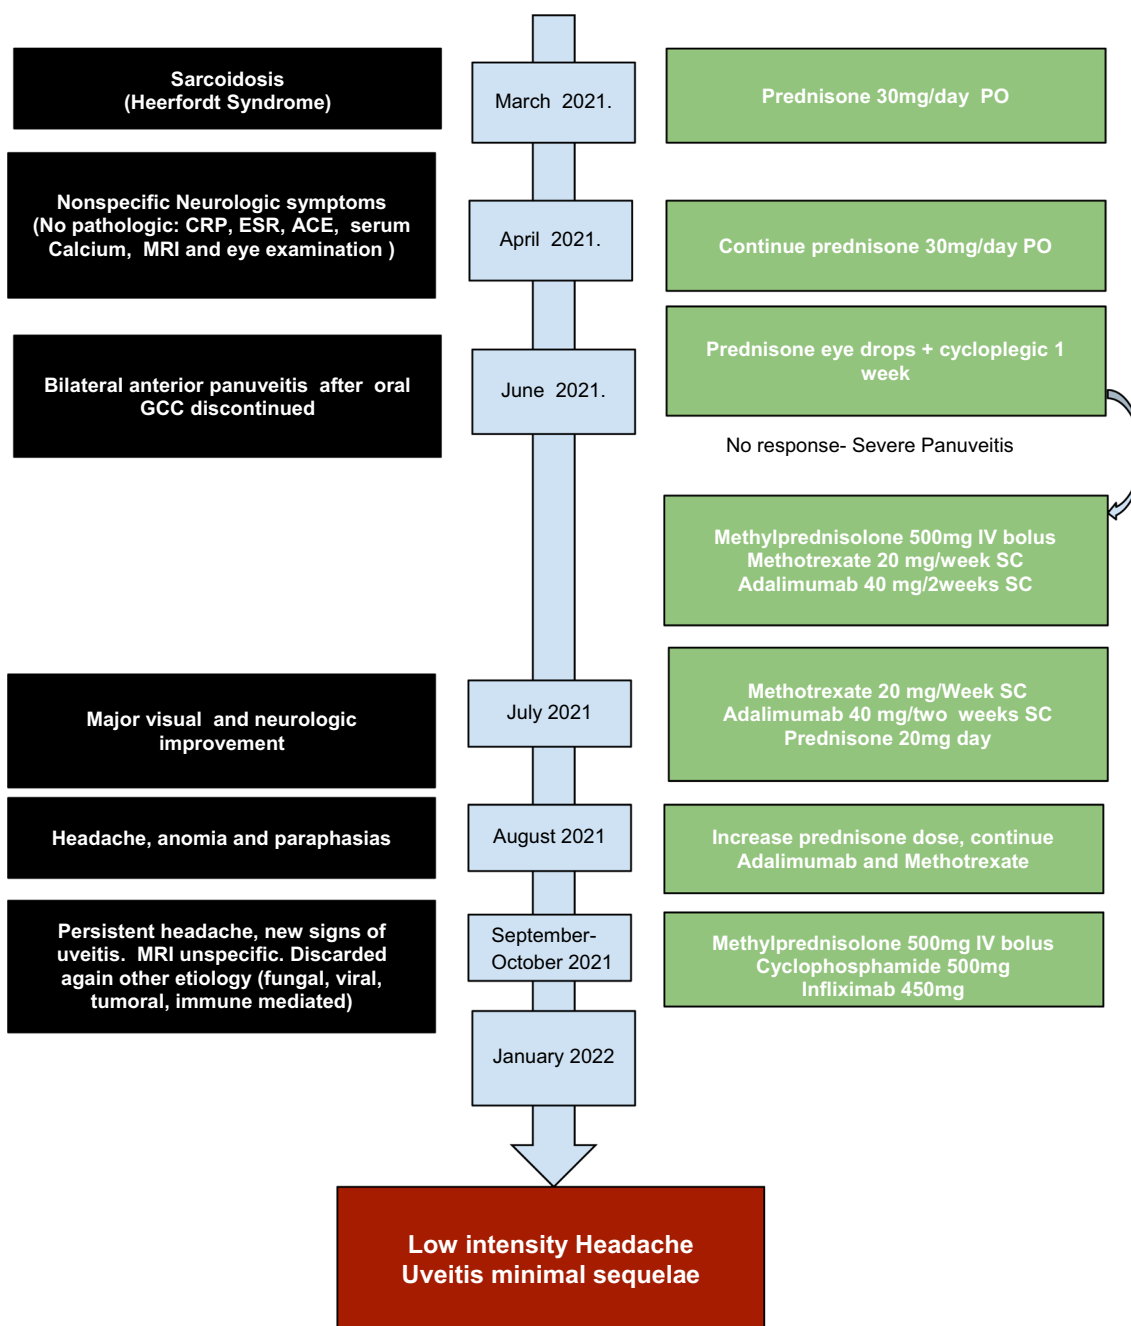 Sarcoidosis
(Heerfordt Syndrome)
March 2021.
Prednisone 30mg/day PO
Nonspecific Neurologic symptoms
(No pathologic: CRP, ESR, ACE, serum
Calcium, MRI and eye examination )
April 2021.
Continue prednisone 30mg/day PO
Bilateral anterior panuveitis after oral
GCC discontinued
June 2021.
Prednisone eye drops + cycloplegic 1
week
No response- Severe Panuveitis
Methylprednisolone 500mg IV bolus
Methotrexate 20 mg/week SC
Adalimumab 40 mg/2weeks SC
Major visual and neurologic
improvement
July 2021
Methotrexate 20 mg/Week SC
Adalimumab 40 mg/two weeks SC
Prednisone 20mg day
Headache, anomia and paraphasias
August 2021
Increase prednisone dose, continue
Adalimumab and Methotrexate
Persistent headache, new signs of
uveitis. MRI unspecific. Discarded
again other etiology (fungal, viral,
tumoral, immune mediated)
September-
October 2021
Methylprednisolone 500mg IV bolus
Cyclophosphamide 500mg
Infliximab 450mg
January 2022
Low intensity Headache
Uveitis minimal sequelae